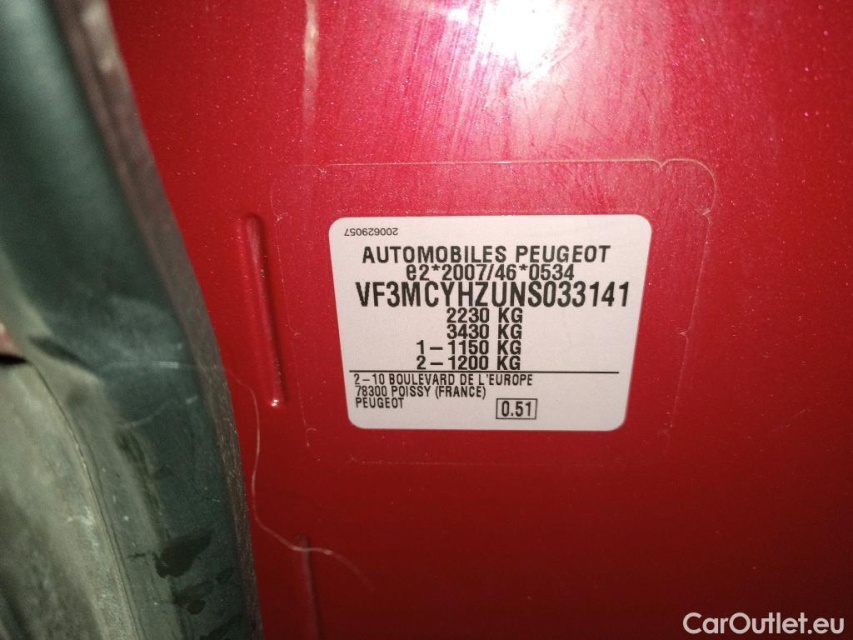 200629057
AUTOMOBILES PEUGEOT
e2*2007/46*0534
VF3MCYHZUNS033141
2230 KG
3430 KG
1-1150 KG
2-1200 KG
2-10 BOULEVARD DE L'EUROPE
78300 POISSY (FRANCE)
PEUGEOT
0.51
CarOutlet.eu